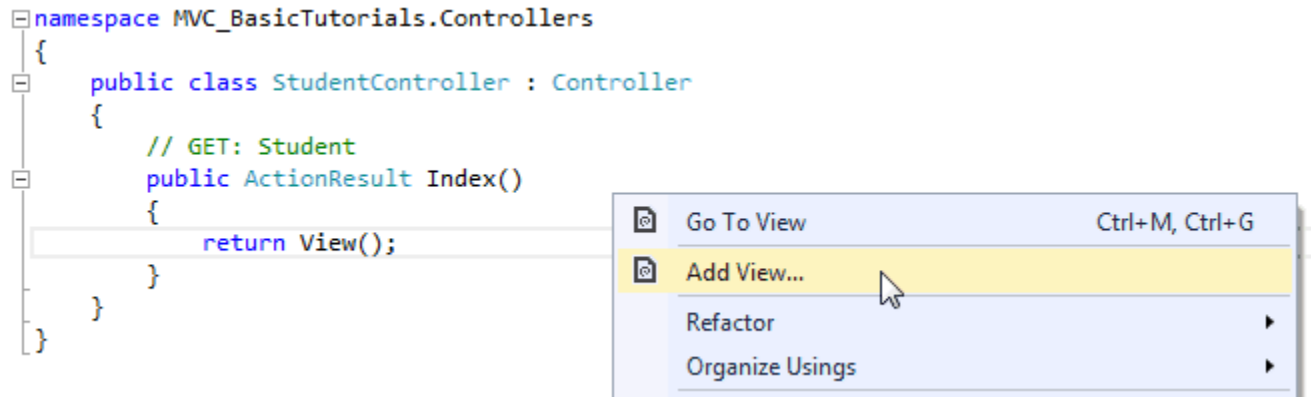 namespace MVC_BasicTutorials.Controllers
{
public class StudentController : Controller
{
// GET: Student
public ActionResult Index()
{
return View();
}
}
}
Go To View Ctrl+M, Ctrl+G
Add View...
Refactor
Organize Usings